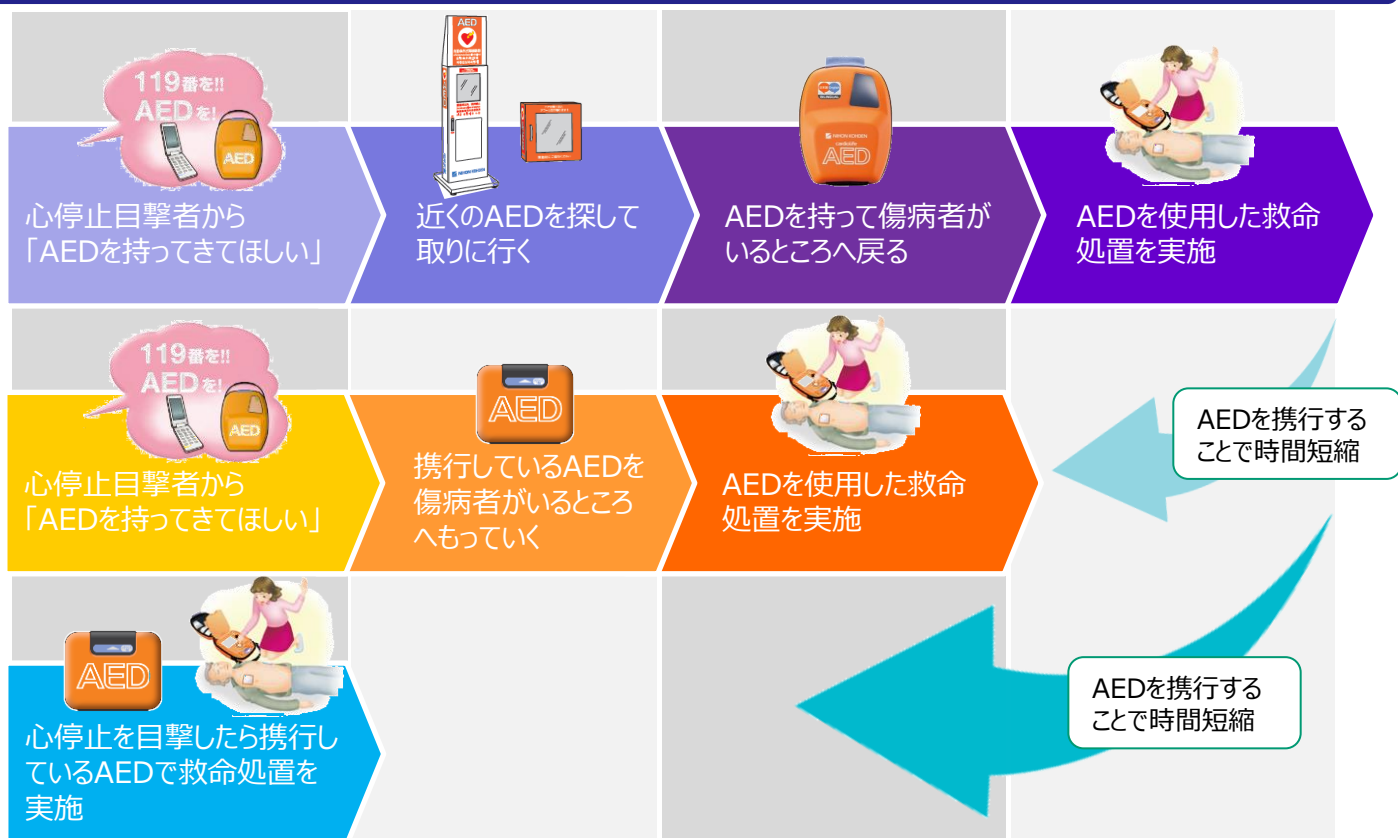 119番を!!
AEDを!
AED
AED
NIHON KOHDEN
NIHON KOHDEN
AED
心停止目撃者から
「AEDを持ってきてほしい」
近くのAEDを探して
取りに行く
AEDを持って傷病者が
いるところへ戻る
AEDを使用した救命
処置を実施
119番を!!
AEDを!
AED
AED
心停止目撃者から
「AEDを持ってきてほしい」
携行しているAEDを
傷病者がいるところ
へもっていく
AEDを使用した救命
処置を実施
AEDを携行する
ことで時間短縮
AED
心停止を目撃したら携行し
ているAEDで救命処置を
実施
AEDを携行する
ことで時間短縮